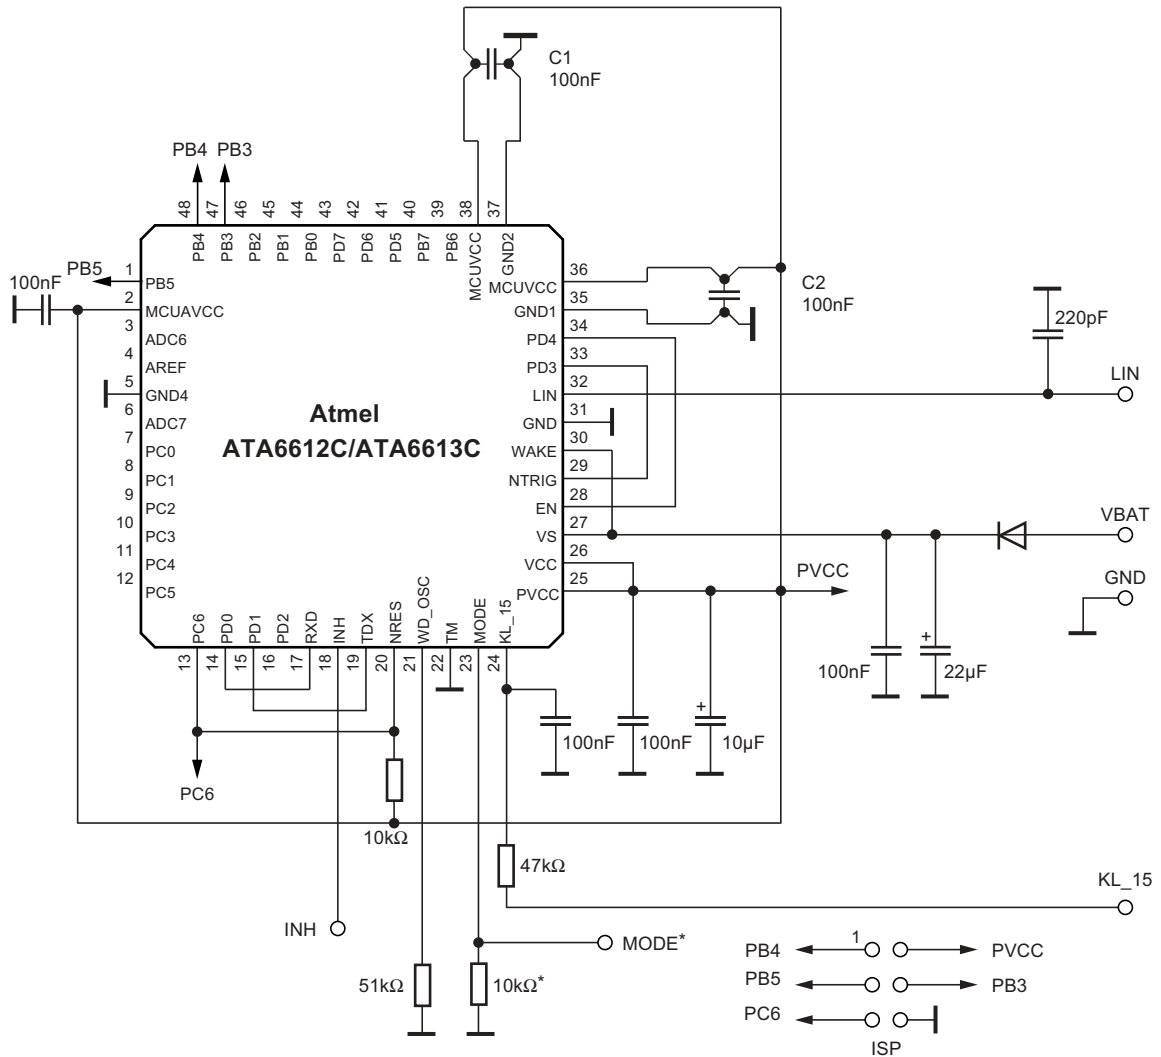 C1
100nF
PB4 PB3
48 47 46 45 44 43 42 41 40 39 38 37
PB4 PB3 PB2 PB1 PB0 PD7 PD6 PD5 PB7 PB6 MCUVCC GND2
100nF
PB5
1 PB5
2 MCUAVCC
3 ADC6
4 AREF
5 GND4
6 ADC7
7 PC0
8 PC1
9 PC2
10 PC3
11 PC4
12 PC5
Atmel
ATA6612C/ATA6613C
MCUVCC 36
GND1 35
PD4 34
PD3 33
LIN 32
GND 31
WAKE 30
NTRIG 29
EN 28
VS 27
VCC 26
PVCC 25
C2
100nF
220pF
LIN
VBAT
PVCC
GND
PC6 PD0 PD1 PD2 RXD INH TDX NRES WD_OSC TM MODE KL_15
13 14 15 16 17 18 19 20 21 22 23 24
100nF
+
22µF
100nF
100nF
+
10µF
PC6
10kΩ
47kΩ
KL_15
INH
MODE*
51kΩ
10kΩ*
1
PB4 PVCC
PB5 PB3
PC6
ISP